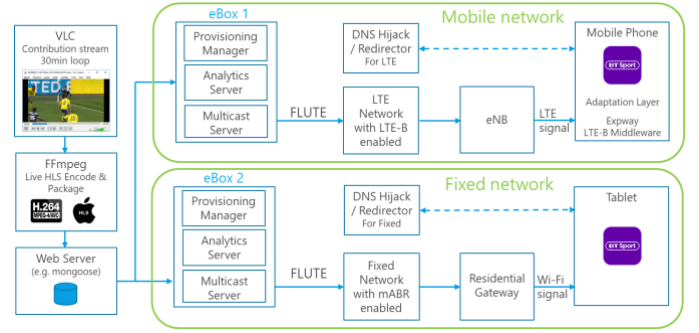 VLC
Contribution stream
30min loop
FFmpeg
Live HLS Encode &
Package
H.264
MPEG-4/AVC
HLS
Web Server
(e.g. mongoose)
eBox 1
Mobile network
Provisioning
Manager
Analytics
Server
Multicast Server
FLUTE
DNS Hijack
/ Redirector
For LTE
LTE
Network
with LTE-B
enabled
eNB
LTE
signal
Mobile Phone
BT Sport
Adaptation Layer
Expway
LTE-B Middleware
eBox 2
Fixed network
Provisioning
Manager
Analytics
Server
Multicast Server
FLUTE
DNS Hijack
/ Redirector
For Fixed
Fixed
Network
with mABR
enabled
Residential
Gateway
Wi-Fi
signal
Tablet
BT Sport